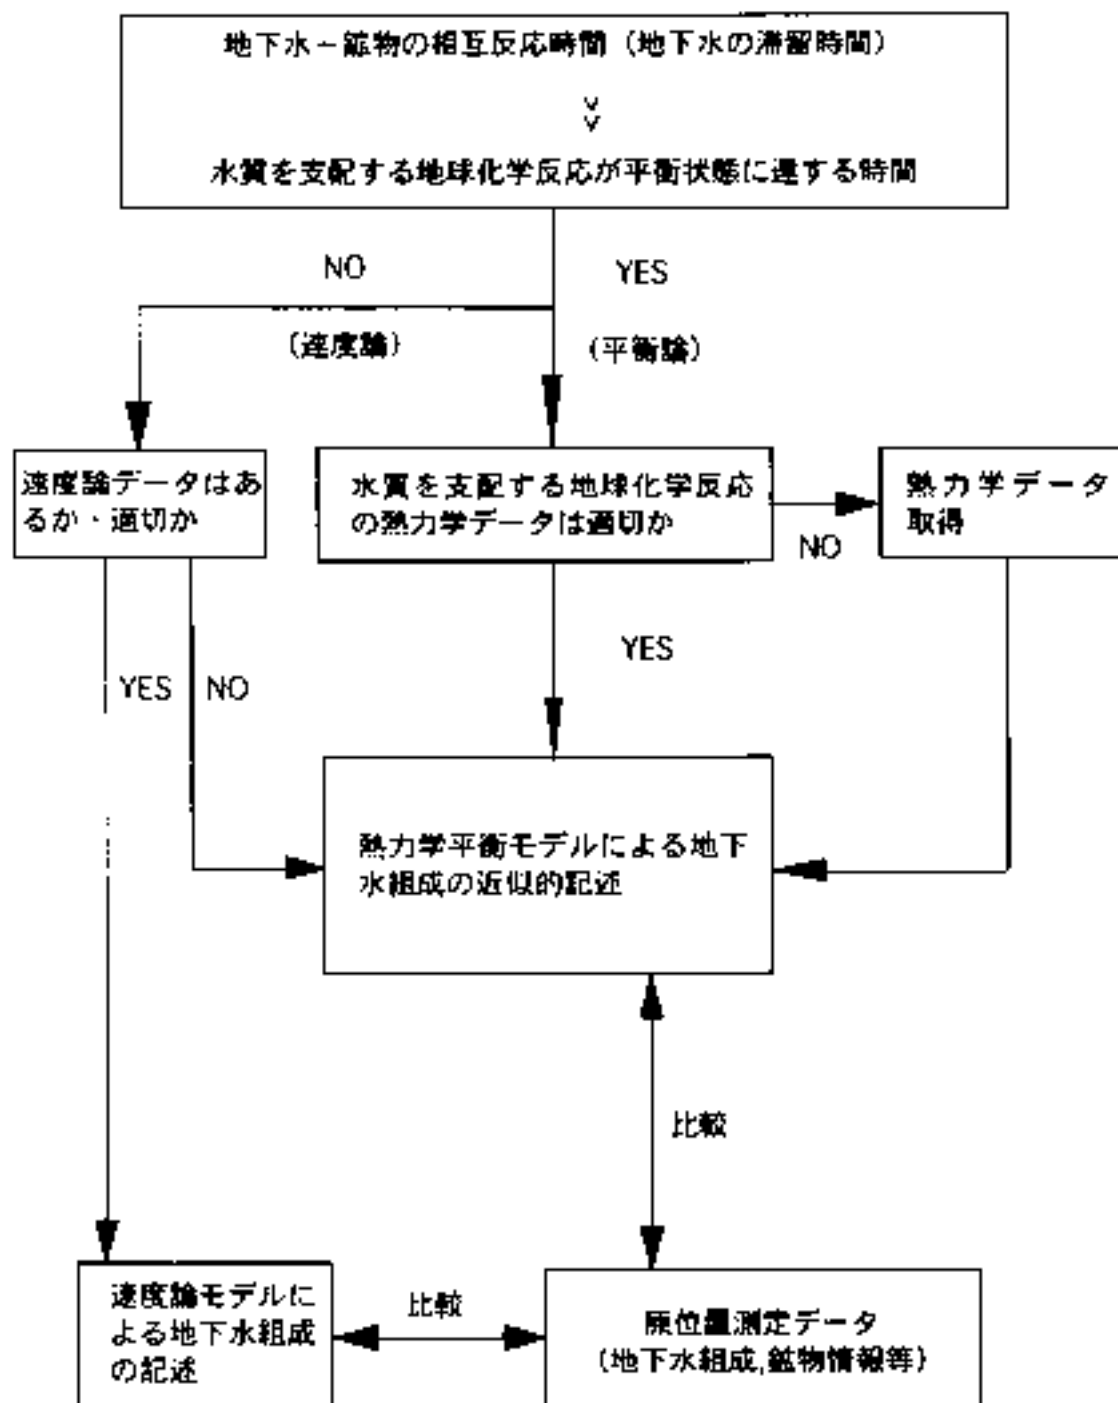 地下水－鉱物の相互反応時間（地下水の滞留時間）
≫
水質を支配する地球化学反応が平衡状態に達する時間
NO
YES
（速度論）
（平衡論）
速度論データはあ
るか・適切か
水質を支配する地球化学反応
の熱力学データは適切か
NO
熱力学データ
取得
YES
NO
YES
熱力学平衡モデルによる地下
水組成の近似的記述
比較
速度論モデルに
よる地下水組成
の記述
比較
原位置測定データ
（地下水組成,鉱物情報等）